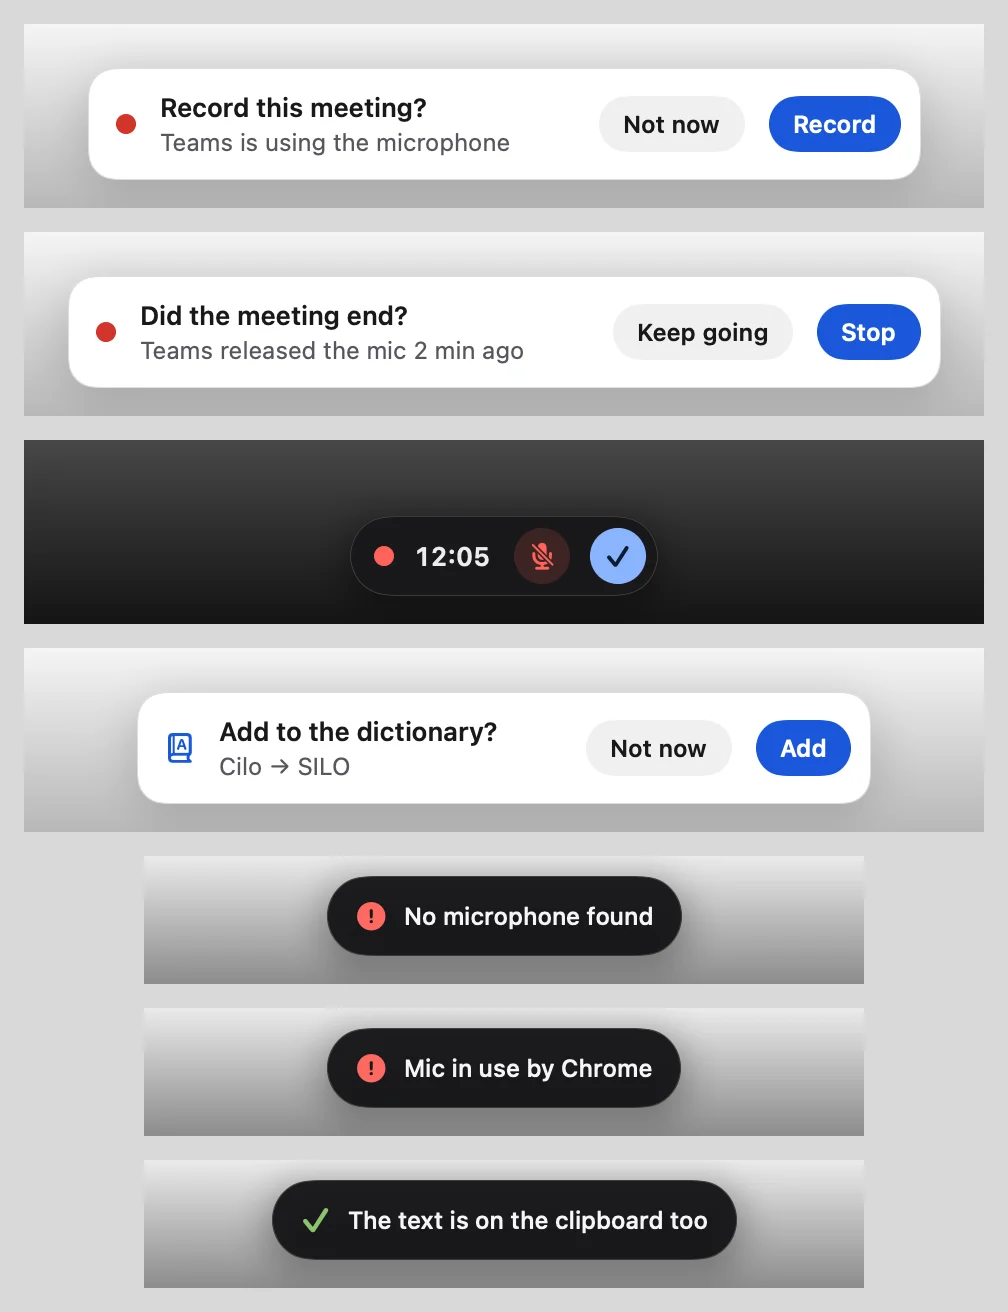 Record this meeting?
Teams is using the microphone
Not now
Record
Did the meeting end?
Teams released the mic 2 min ago
Keep going
Stop
12:05
Add to the dictionary?
Cilo → SILO
Not now
Add
No microphone found
Mic in use by Chrome
The text is on the clipboard too